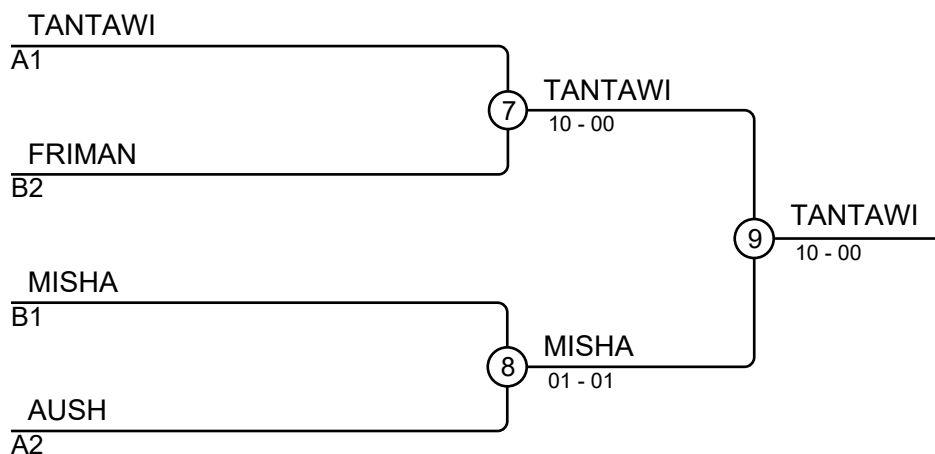 TANTAWI
A1
7
TANTAWI
10 - 00
FRIMAN
B2
9
TANTAWI
10 - 00
MISHA
B1
8
MISHA
01 - 01
AUSH
A2